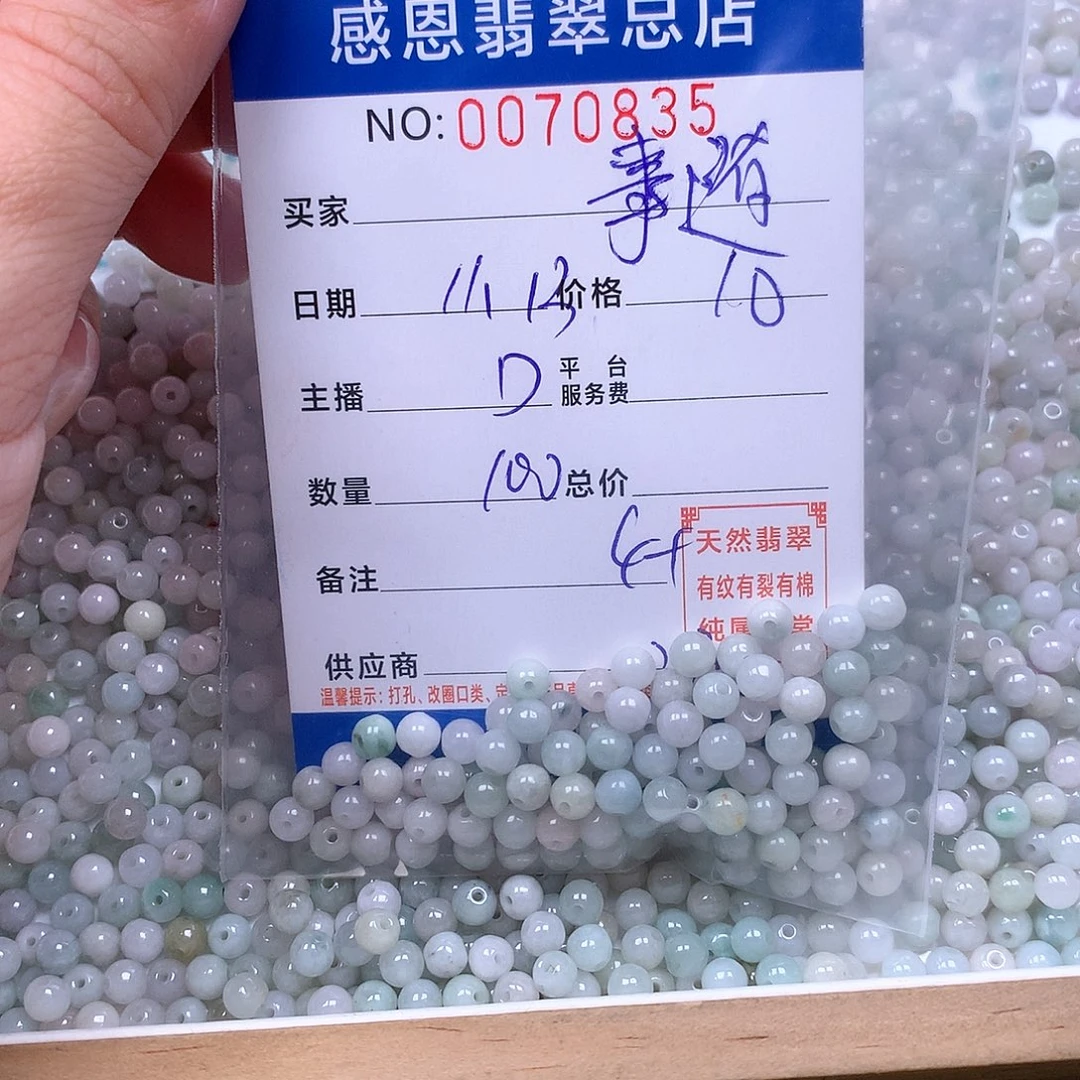 感恩翡翠总店
NO: 0070835
买家
日期 11, 13 价格 10
主播 D 平台服务费
数量 100 总价
备注
天然翡翠
有纹有裂有棉
纯属
供应商
温馨提示：打孔、改圈口类、